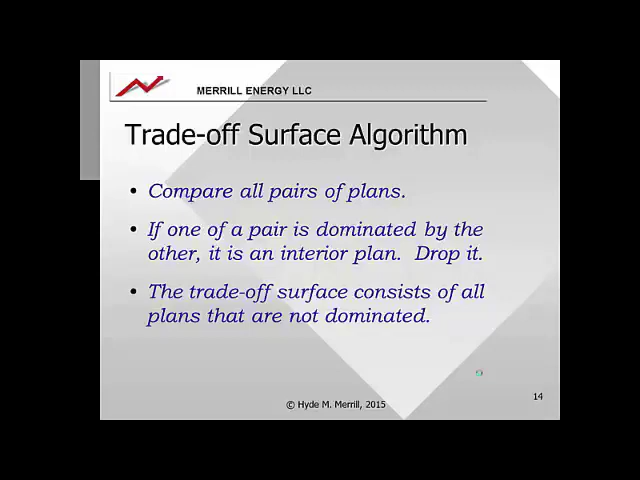 MERRILL ENERGY LLC
Trade-off Surface Algorithm
• Compare all pairs of plans.
• If one of a pair is dominated by the
other, it is an interior plan. Drop it.
• The trade-off surface consists of all
plans that are not dominated.
© Hyde M. Merrill, 2015
14